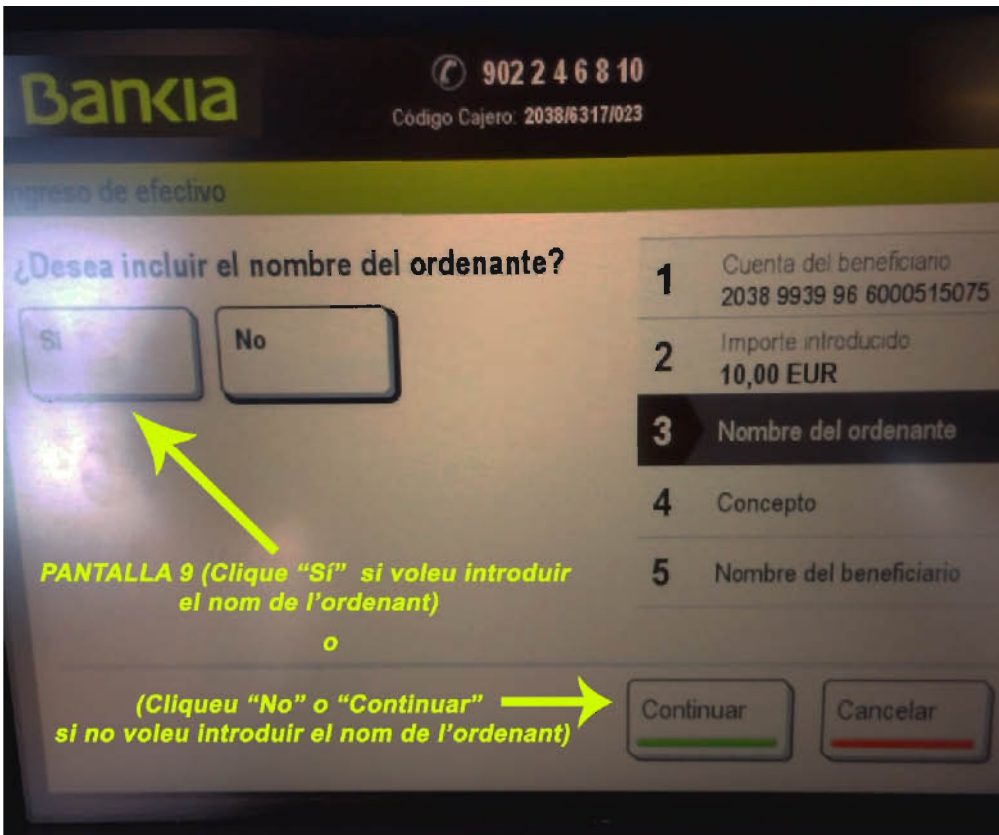 Bankia
902 2 4 6 8 10
Código Cajero: 2038/6317/023
Ingreso de efectivo
¿Desea incluir el nombre del ordenante?
Sí
No
1 Cuenta del beneficiario
2038 9939 96 6000515075
2 Importe introducido
10,00 EUR
3 Nombre del ordenante
4 Concepto
5 Nombre del beneficiario
PANTALLA 9 (Clique “Sí” si voleu introduir
el nom de l’ordenant)
o
(Cliqueu “No” o “Continuar”
si no voleu introduir el nom de l’ordenant)
Continuar
Cancelar